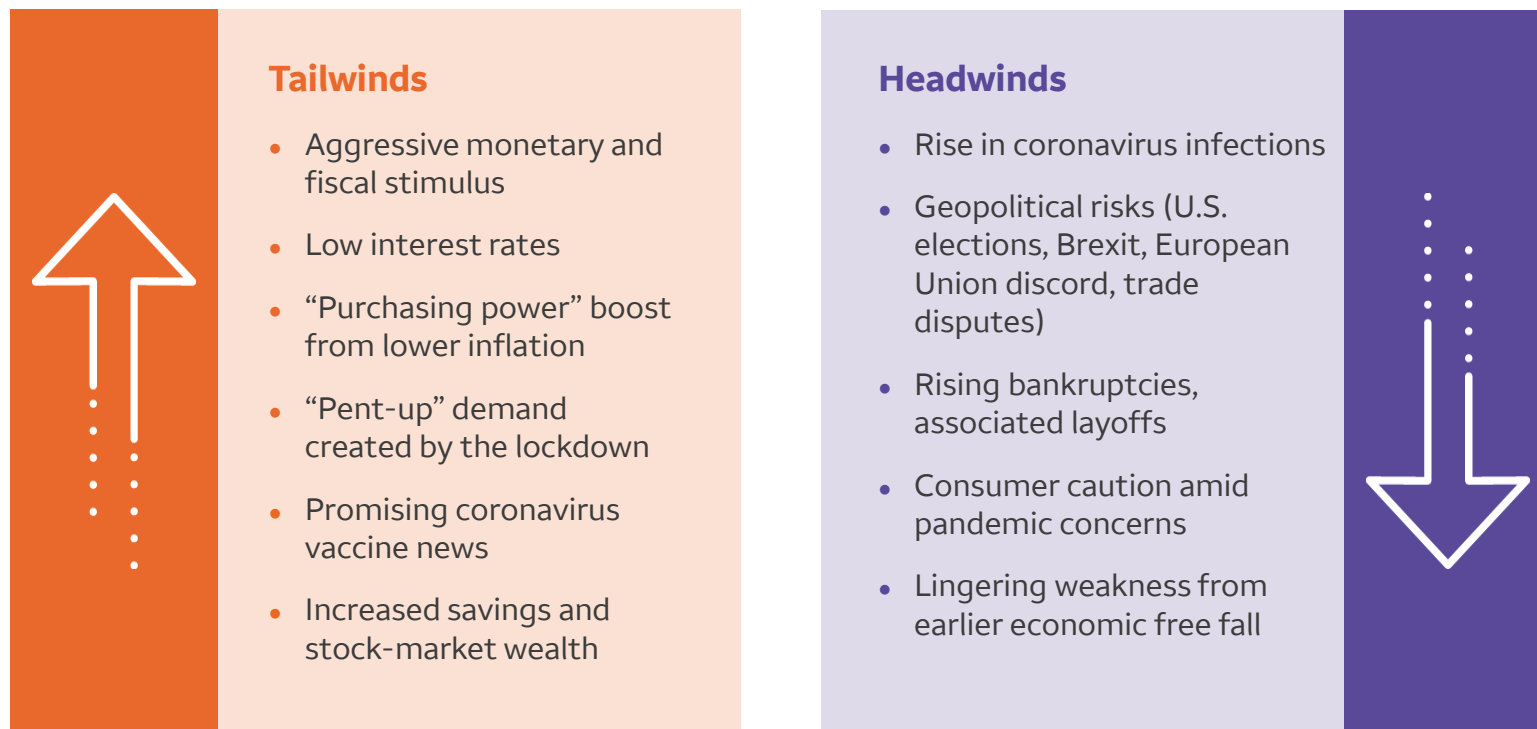 Tailwinds
• Aggressive monetary and
fiscal stimulus
• Low interest rates
• “Purchasing power” boost
from lower inflation
• “Pent-up” demand
created by the lockdown
• Promising coronavirus
vaccine news
• Increased savings and
stock-market wealth
Headwinds
• Rise in coronavirus infections
• Geopolitical risks (U.S.
elections, Brexit, European
Union discord, trade
disputes)
• Rising bankruptcies,
associated layoffs
• Consumer caution amid
pandemic concerns
• Lingering weakness from
earlier economic free fall